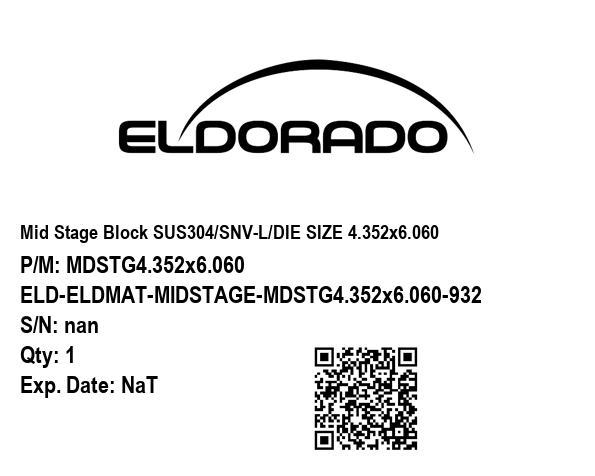 ELDORADO
Mid Stage Block SUS304/SNV-L/DIE SIZE 4.352x6.060
P/M: MDSTG4.352x6.060
ELD-ELDMAT-MIDSTAGE-MDSTG4.352x6.060-932
S/N: nan
Qty: 1
Exp. Date: NaT